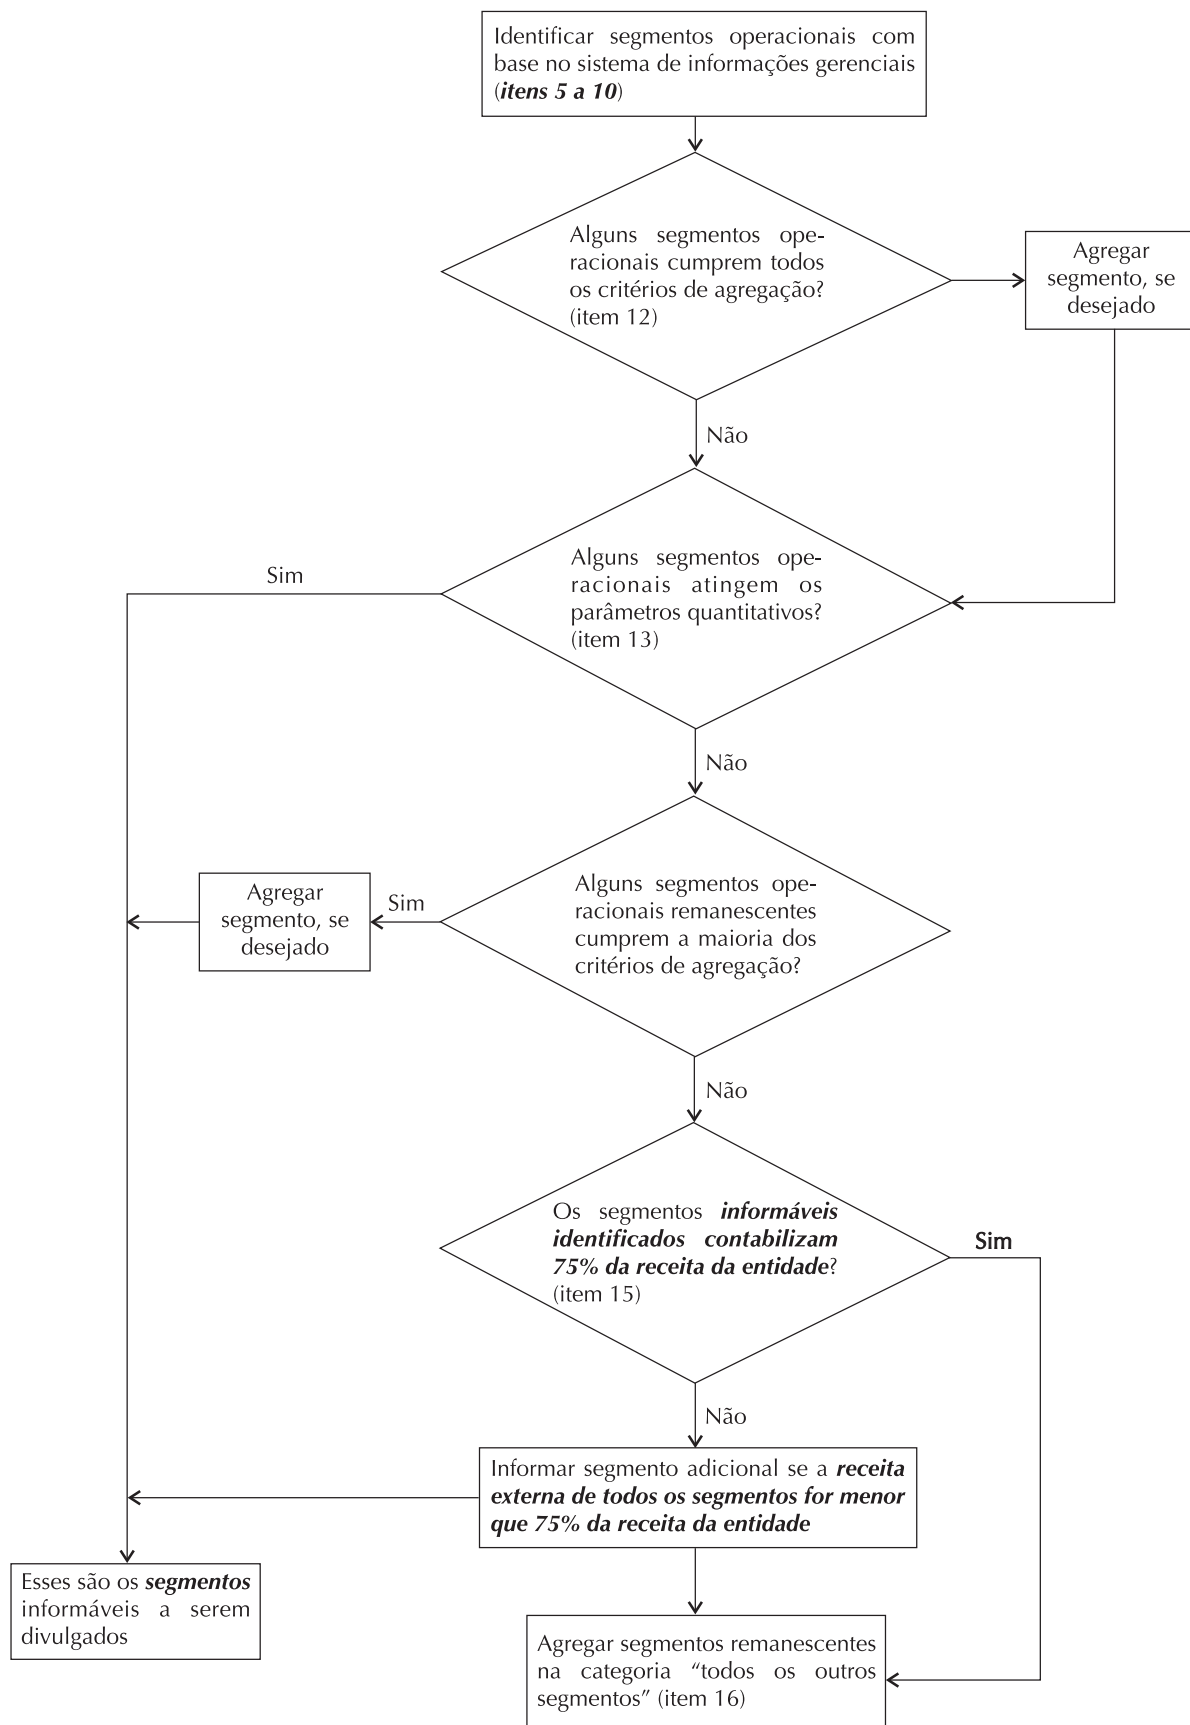 Identificar segmentos operacionais com
base no sistema de informações gerenciais
(itens 5 a 10)
Alguns segmentos ope-
racionais cumprem todos
os critérios de agregação?
(item 12)
Agregar
segmento, se
desejado
Não
Alguns segmentos ope-
racionais atingem os
parâmetros quantitativos?
(item 13)
Sim
Não
Alguns segmentos ope-
racionais remanescentes
cumprem a maioria dos
critérios de agregação?
Sim
Agregar
segmento, se
desejado
Não
Os segmentos informáveis
identificados contabilizam
75% da receita da entidade?
(item 15)
Sim
Não
Informar segmento adicional se a receita
externa de todos os segmentos for menor
que 75% da receita da entidade
Esses são os segmentos
informáveis a serem
divulgados
Agregar segmentos remanescentes
na categoria “todos os outros
segmentos” (item 16)